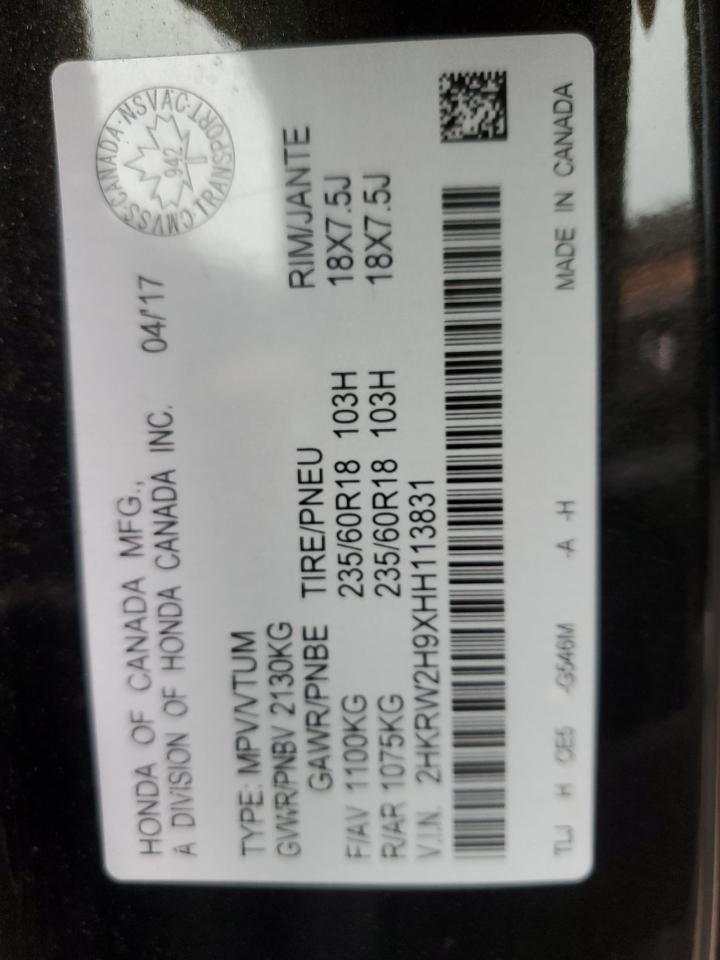 HONDA OF CANADA MFG.,
A DIVISION OF HONDA CANADA INC. 04/'17
CMVSS·CANADA·NSVAC·TRANSPORT
942
TYPE: MPV/VTUM
GVWR/PNBV 2130KG
GAWR/PNBE TIRE/PNEU RIM/JANTE
F/AV 1100KG 235/60R18 103H 18X7.5J
R/AR 1075KG 235/60R18 103H 18X7.5J
V.I.N. 2HKRW2H9XHH113831
TLJ H CE5 -G546M -A -H MADE IN CANADA